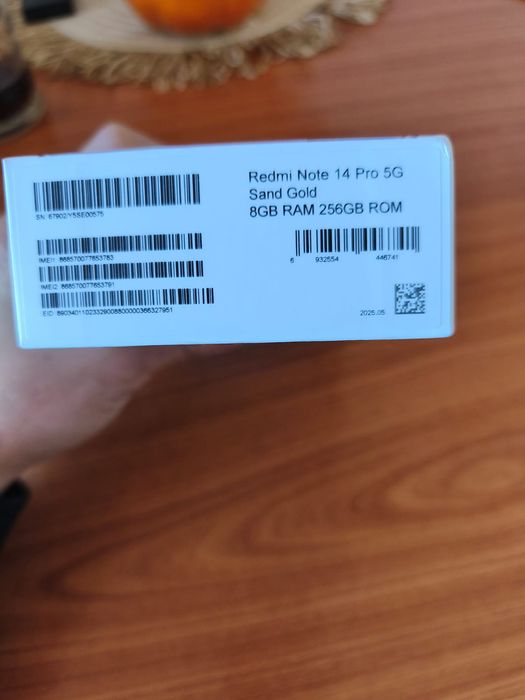 Redmi Note 14 Pro 5G
Sand Gold
8GB RAM 256GB ROM
SN: 67902/Y5SE00575
IMEI1: 868570077653783
IMEI2: 868570077653791
EID: 89034011023329008800000366327951
6 932554 446741
2025.05